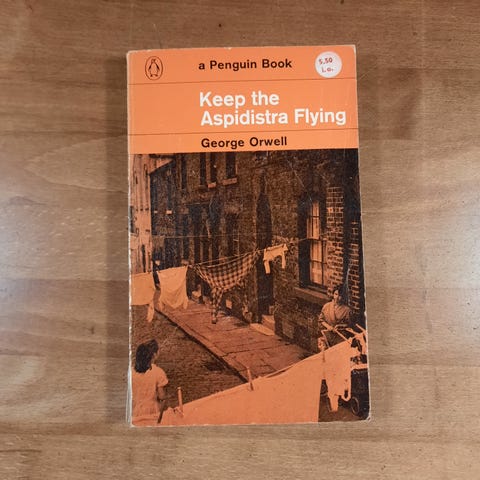 a Penguin Book
5,50
L.a.
Keep the
Aspidistra Flying
George Orwell